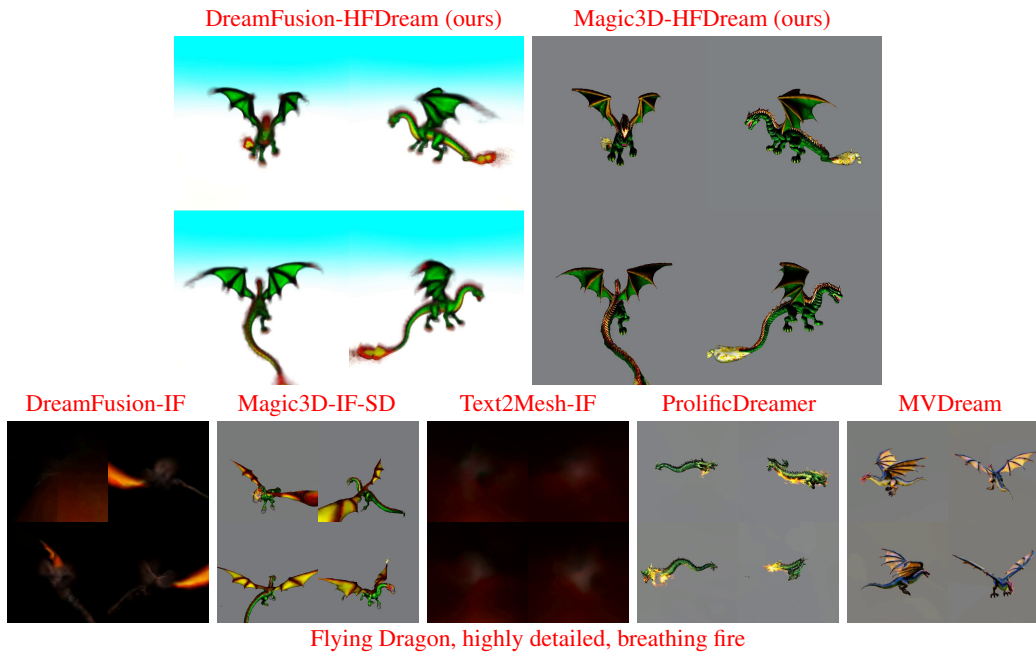 DreamFusion-HFDream (ours)
Magic3D-HFDream (ours)
DreamFusion-IF
Magic3D-IF-SD
Text2Mesh-IF
ProlificDreamer
MVDream
Flying Dragon, highly detailed, breathing fire